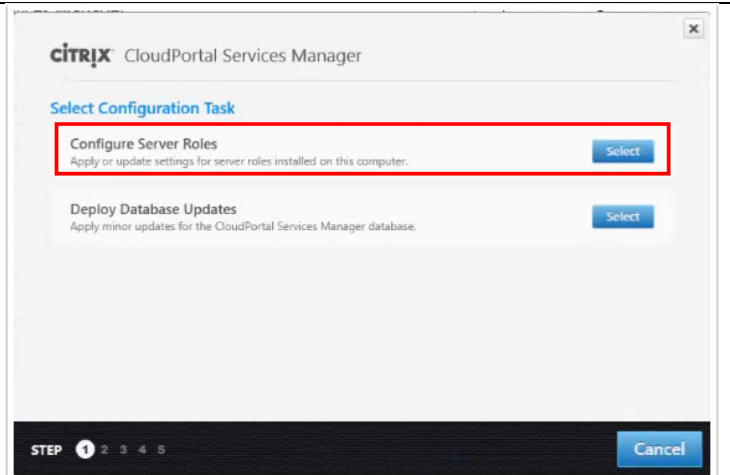 CİTRIX CloudPortal Services Manager
Select Configuration Task
Configure Server Roles
Apply or update settings for server roles installed on this computer.
Select
Deploy Database Updates
Apply minor updates for the CloudPortal Services Manager database.
Select
STEP 1 2 3 4 5
Cancel